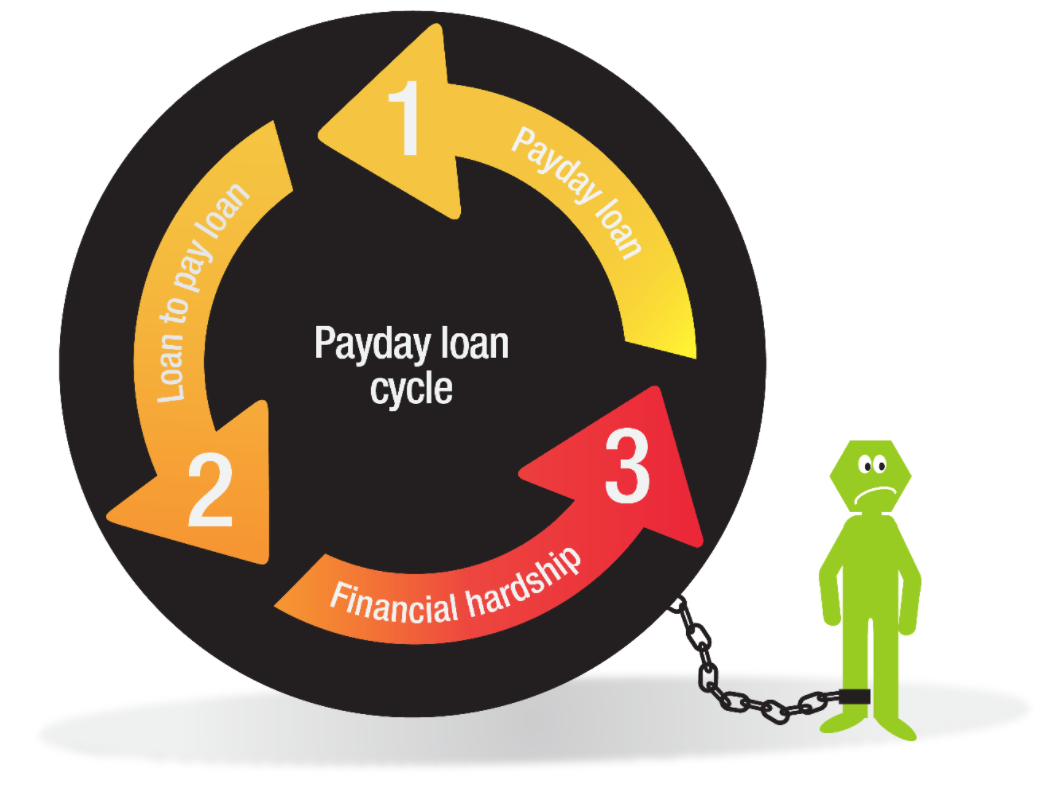 Payday loan
cycle
1
Payday loan
2
Loan to pay loan
3
Financial hardship